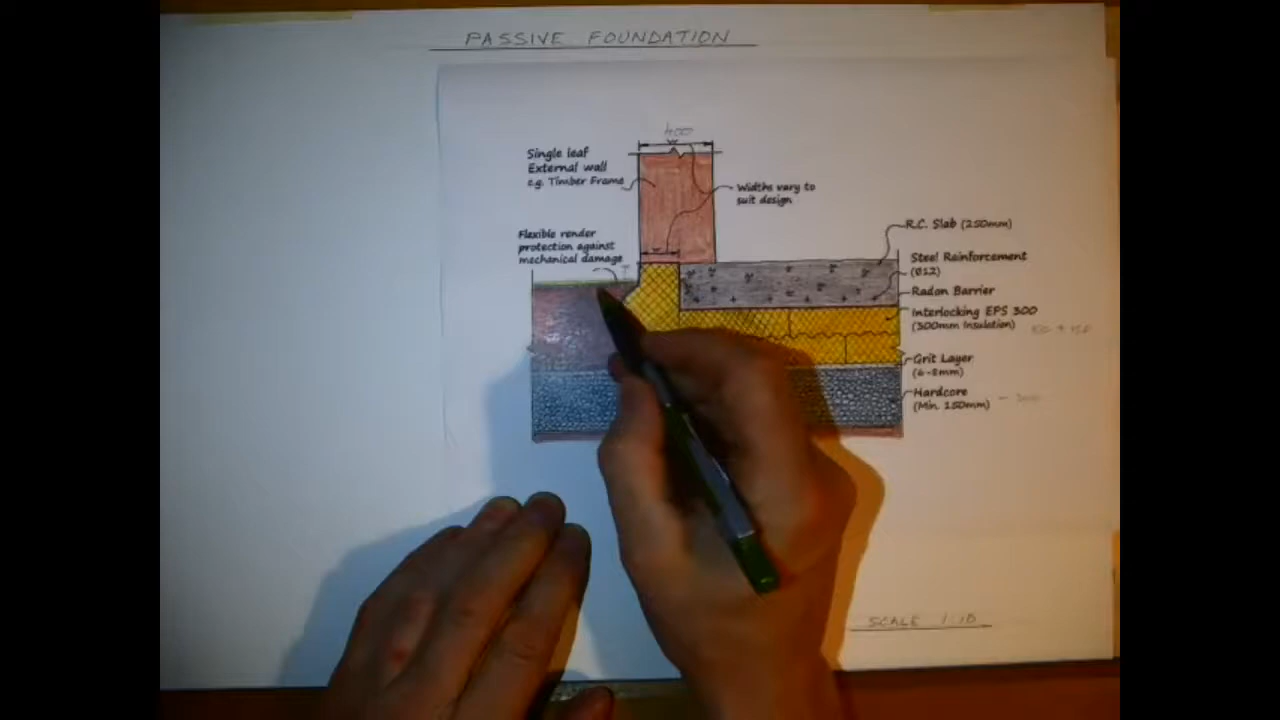 PASSIVE FOUNDATION
400
Single leaf
External wall
e.g. Timber Frame
Widths vary to
suit design
Flexible render
protection against
mechanical damage
R.C. Slab (250mm)
Steel Reinforcement
(Ø12)
Radon Barrier
Interlocking EPS 300
(300mm Insulation)
Grit Layer
(6-8mm)
Hardcore
(Min. 150mm)
SCALE 1:10